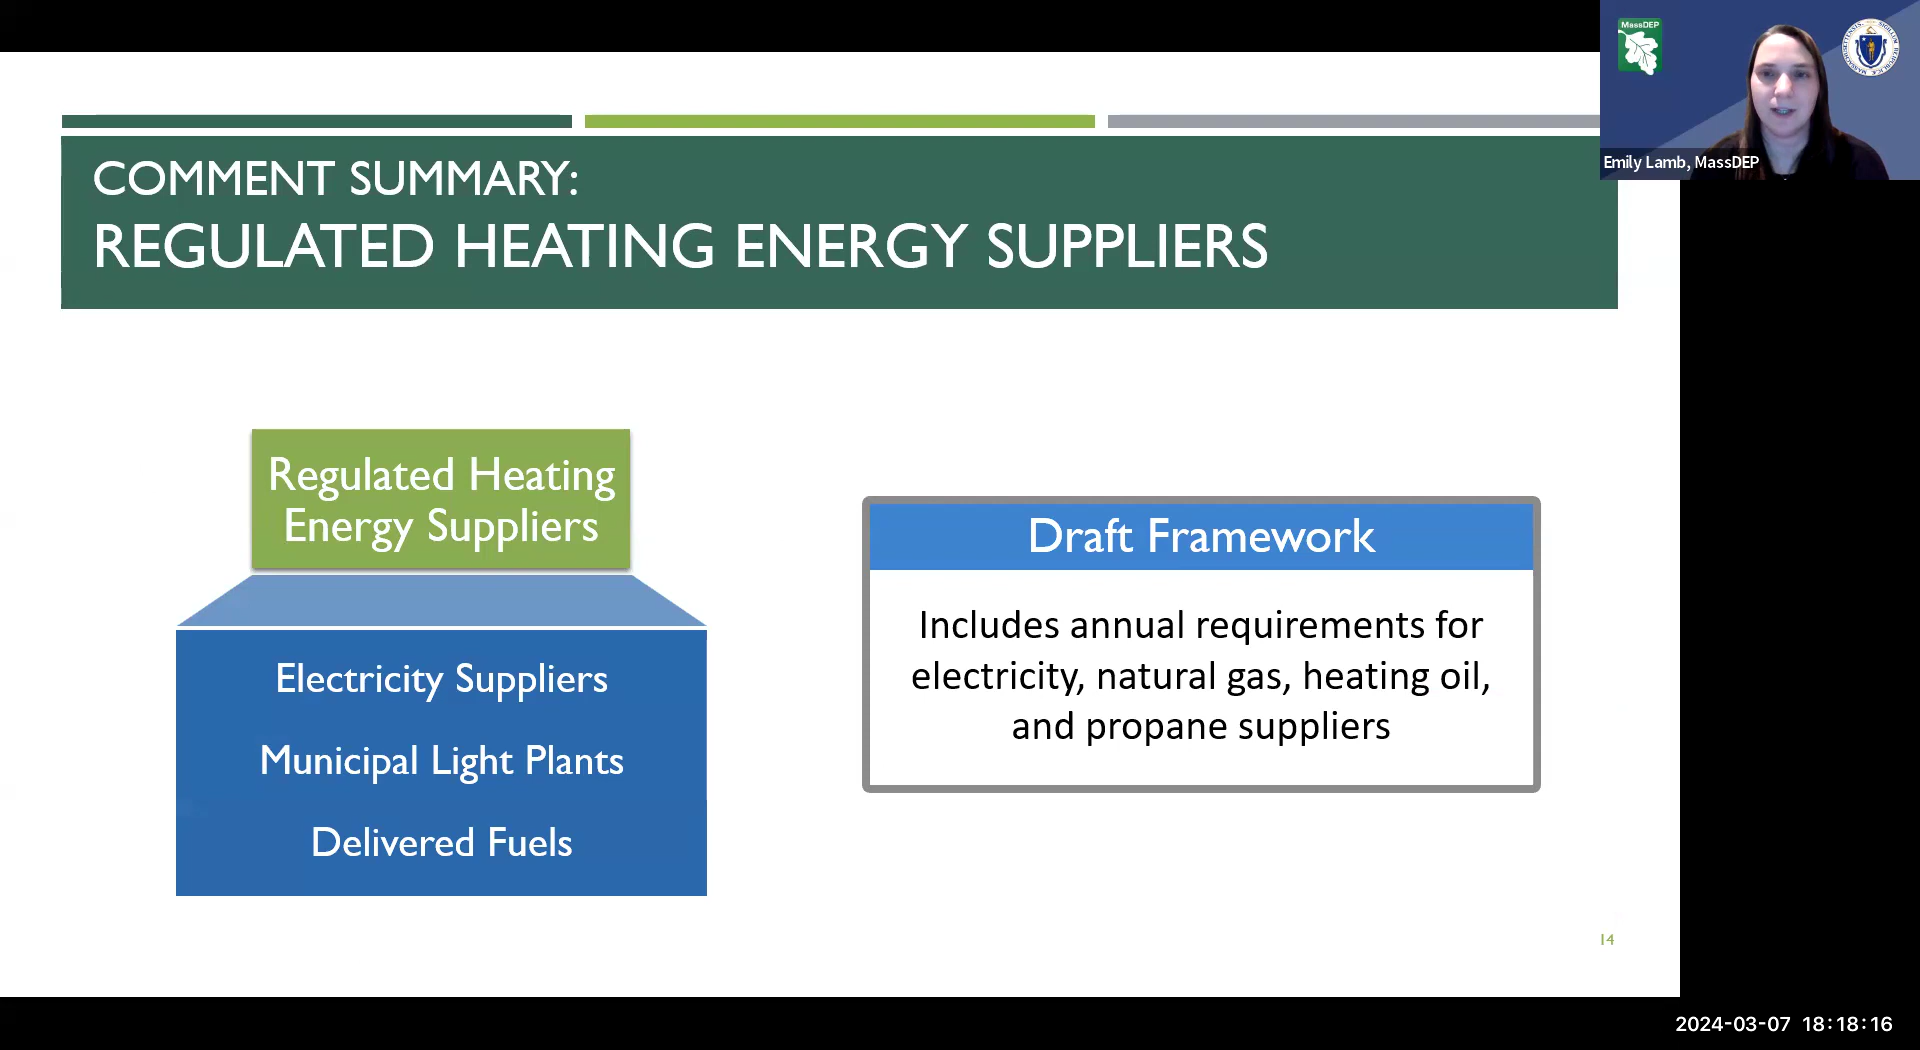 MassDEP
Emily Lamb, MassDEP
COMMENT SUMMARY:
REGULATED HEATING ENERGY SUPPLIERS
Regulated Heating
Energy Suppliers
Electricity Suppliers
Municipal Light Plants
Delivered Fuels
Draft Framework
Includes annual requirements for
electricity, natural gas, heating oil,
and propane suppliers
14
2024-03-07 18:18:16